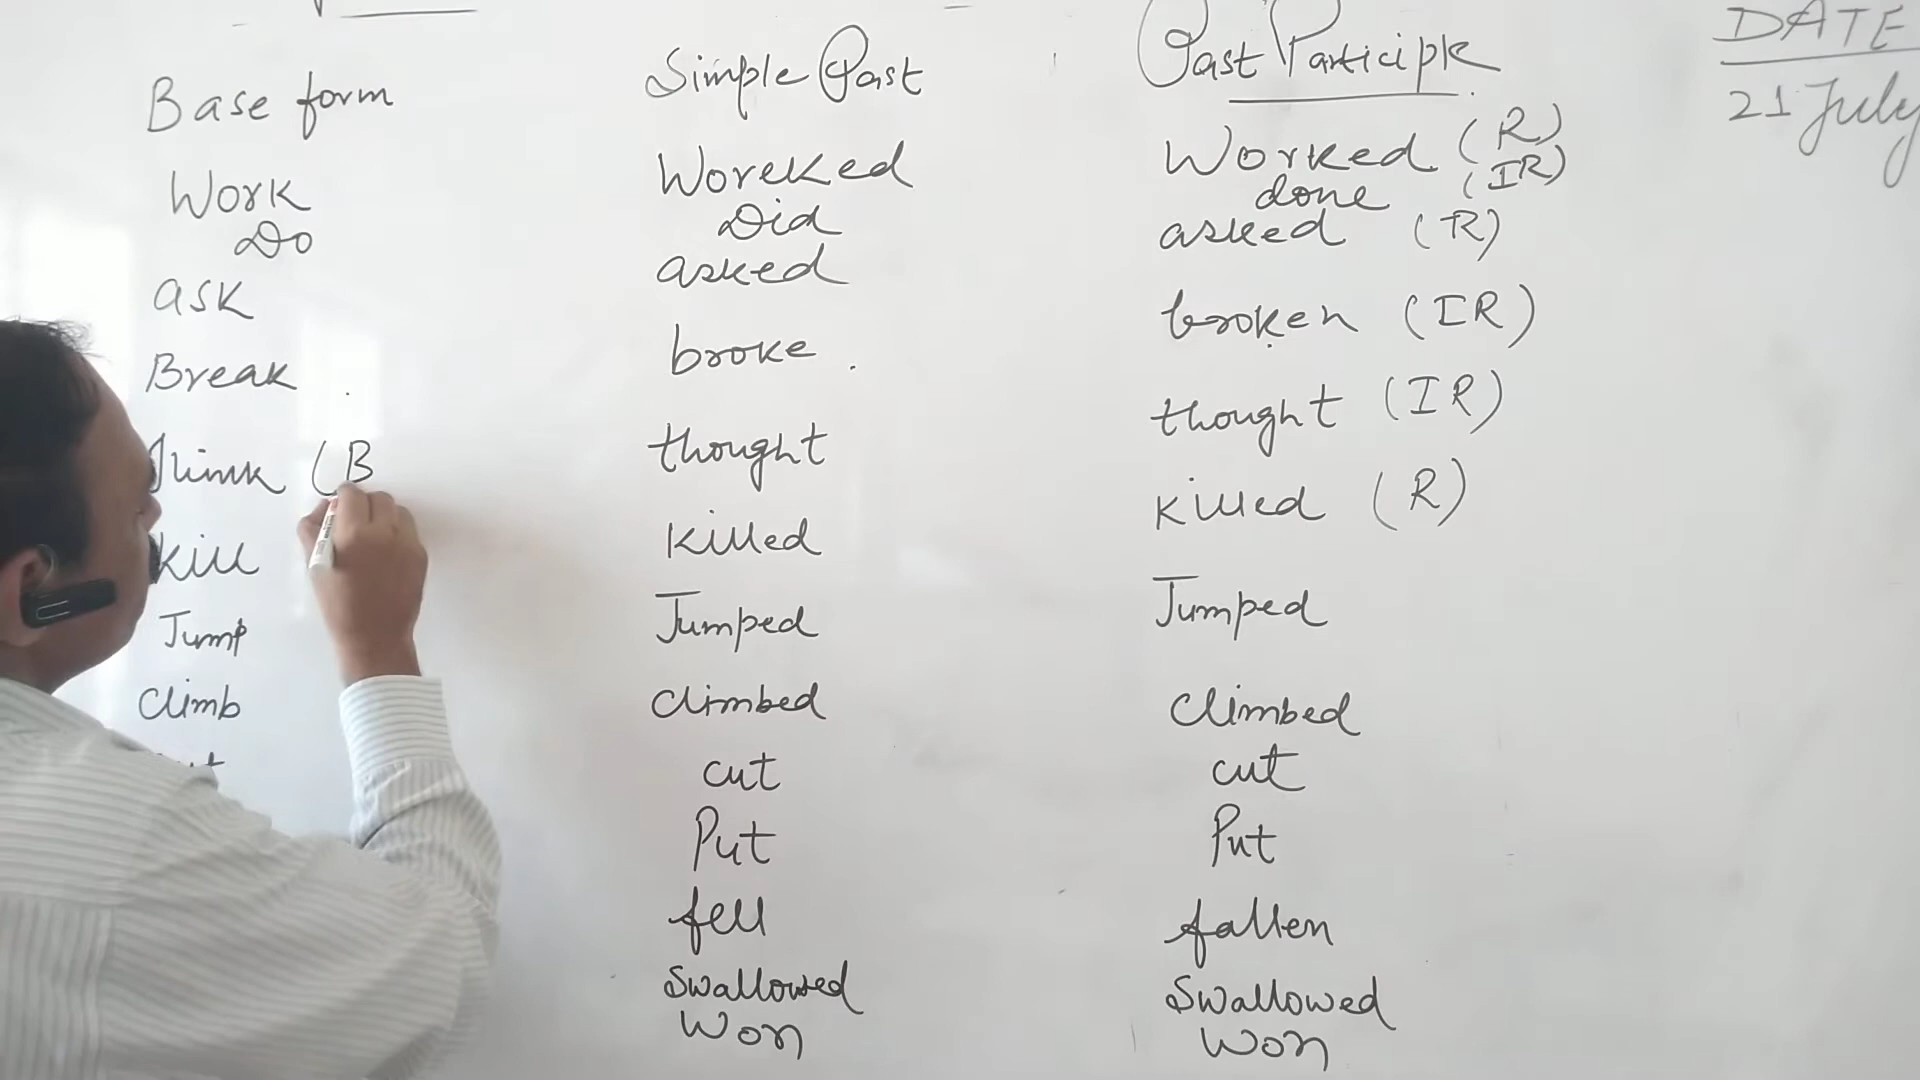 Base form Simple Past Past Participle
DATE
21 July
Work Woreked Worked (R)
Do Did done (IR)
ask asked asked (R)
Break broke broken (IR)
Think (B thought thought (IR)
Kill Killed Killed (R)
Jump Jumped Jumped
Climb Climbed Climbed
cut cut
Put Put
fell fallen
Swallowed Swallowed
Won Won